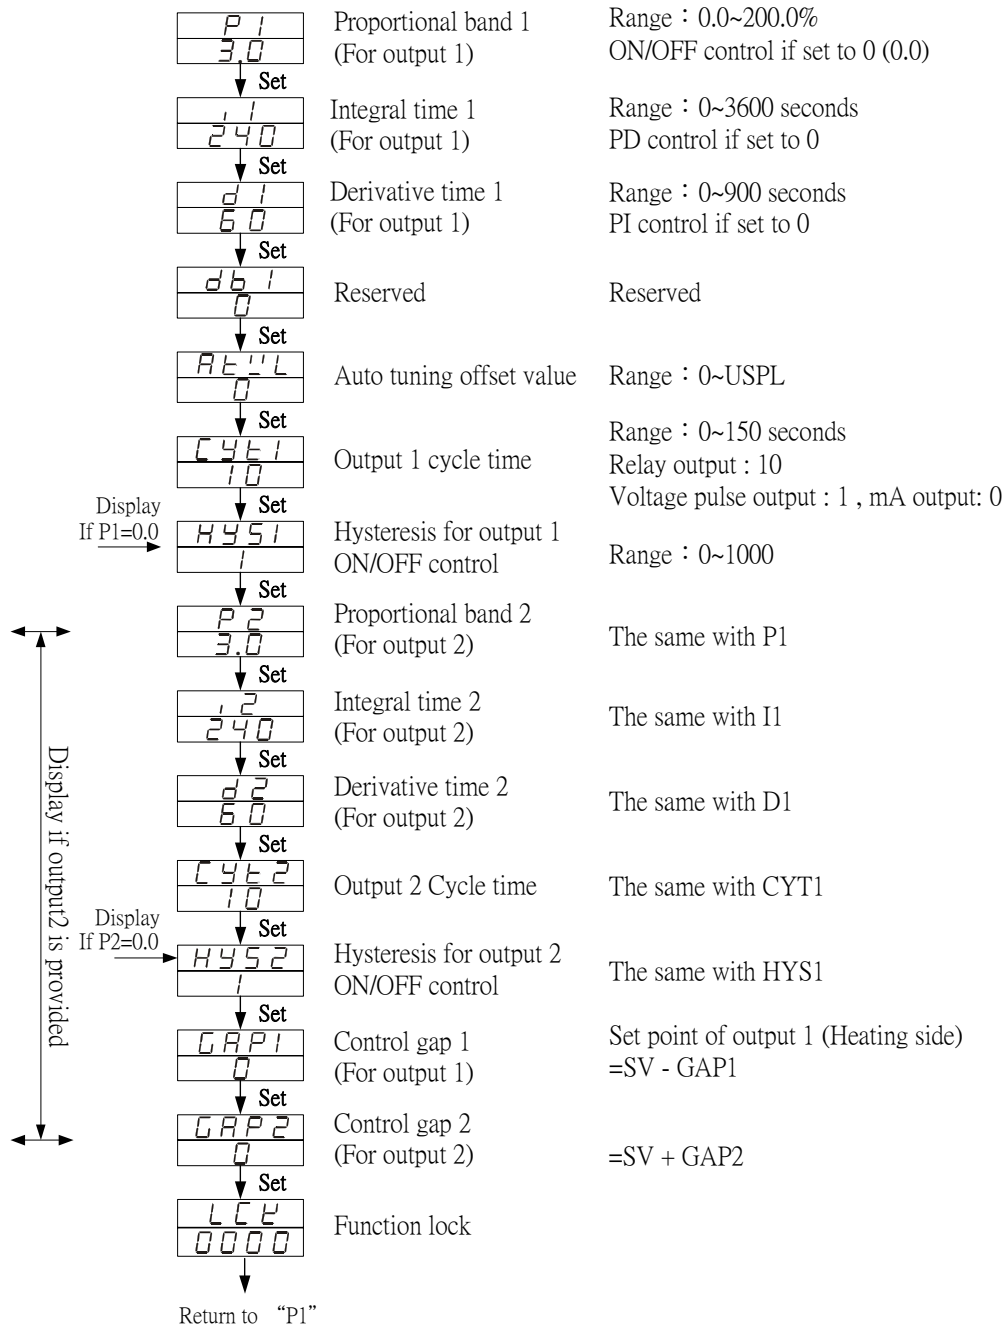 P1
3.0
Proportional band 1
(For output 1)
Range：0.0~200.0%
ON/OFF control if set to 0 (0.0)
Set
i1
240
Integral time 1
(For output 1)
Range：0~3600 seconds
PD control if set to 0
Set
d1
60
Derivative time 1
(For output 1)
Range：0~900 seconds
PI control if set to 0
Set
db1
0
Reserved
Reserved
Set
0
Auto tuning offset value
Range：0~USPL
Set
CYt1
10
Output 1 cycle time
Range：0~150 seconds
Relay output : 10
Voltage pulse output : 1 , mA output: 0
Set
Display
If P1=0.0
HYS1
1
Hysteresis for output 1
ON/OFF control
Range：0~1000
Set
P2
3.0
Proportional band 2
(For output 2)
The same with P1
Set
i2
240
Integral time 2
(For output 2)
The same with I1
Set
d2
60
Derivative time 2
(For output 2)
The same with D1
Set
CYt2
10
Output 2 Cycle time
The same with CYT1
Set
Display
If P2=0.0
HYS2
1
Hysteresis for output 2
ON/OFF control
The same with HYS1
Set
GAP1
0
Control gap 1
(For output 1)
Set point of output 1 (Heating side)
=SV - GAP1
Set
GAP2
0
Control gap 2
(For output 2)
=SV + GAP2
Set
LCK
0000
Function lock
Display if output2 is provided
Return to “P1”